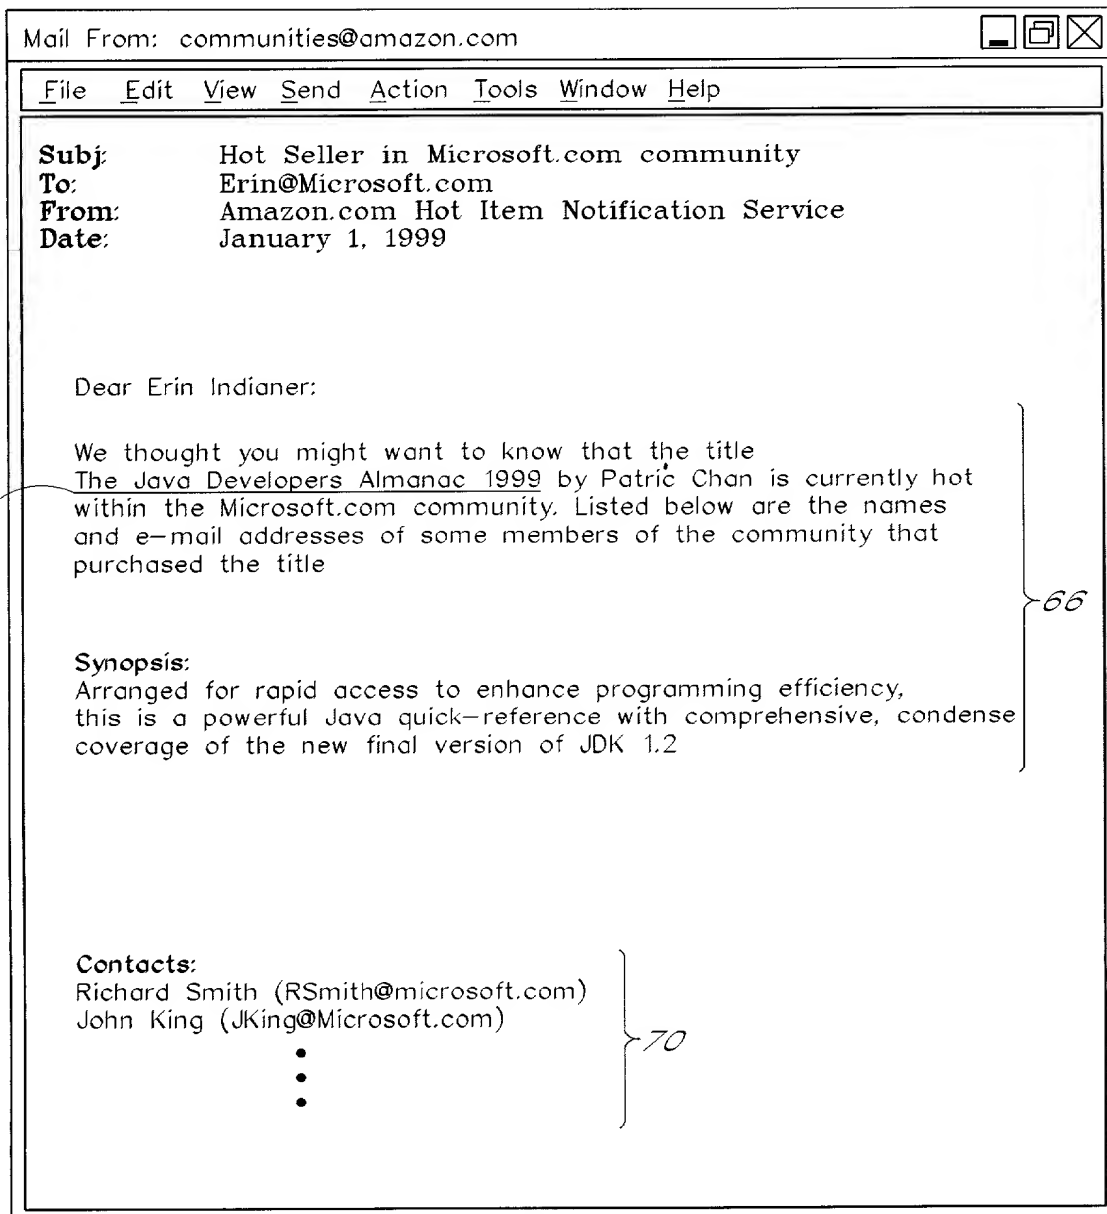 Mail From: communities@amazon.com
File Edit View Send Action Tools Window Help
Subj: Hot Seller in Microsoft.com community
To: Erin@Microsoft.com
From: Amazon.com Hot Item Notification Service
Date: January 1, 1999
Dear Erin Indianer:
We thought you might want to know that the title
The Java Developers Almanac 1999 by Patric Chan is currently hot
within the Microsoft.com community. Listed below are the names
and e-mail addresses of some members of the community that
purchased the title
66
Synopsis:
Arranged for rapid access to enhance programming efficiency,
this is a powerful Java quick-reference with comprehensive, condense
coverage of the new final version of JDK 1.2
Contacts:
Richard Smith (RSmith@microsoft.com)
John King (JKing@Microsoft.com)
70